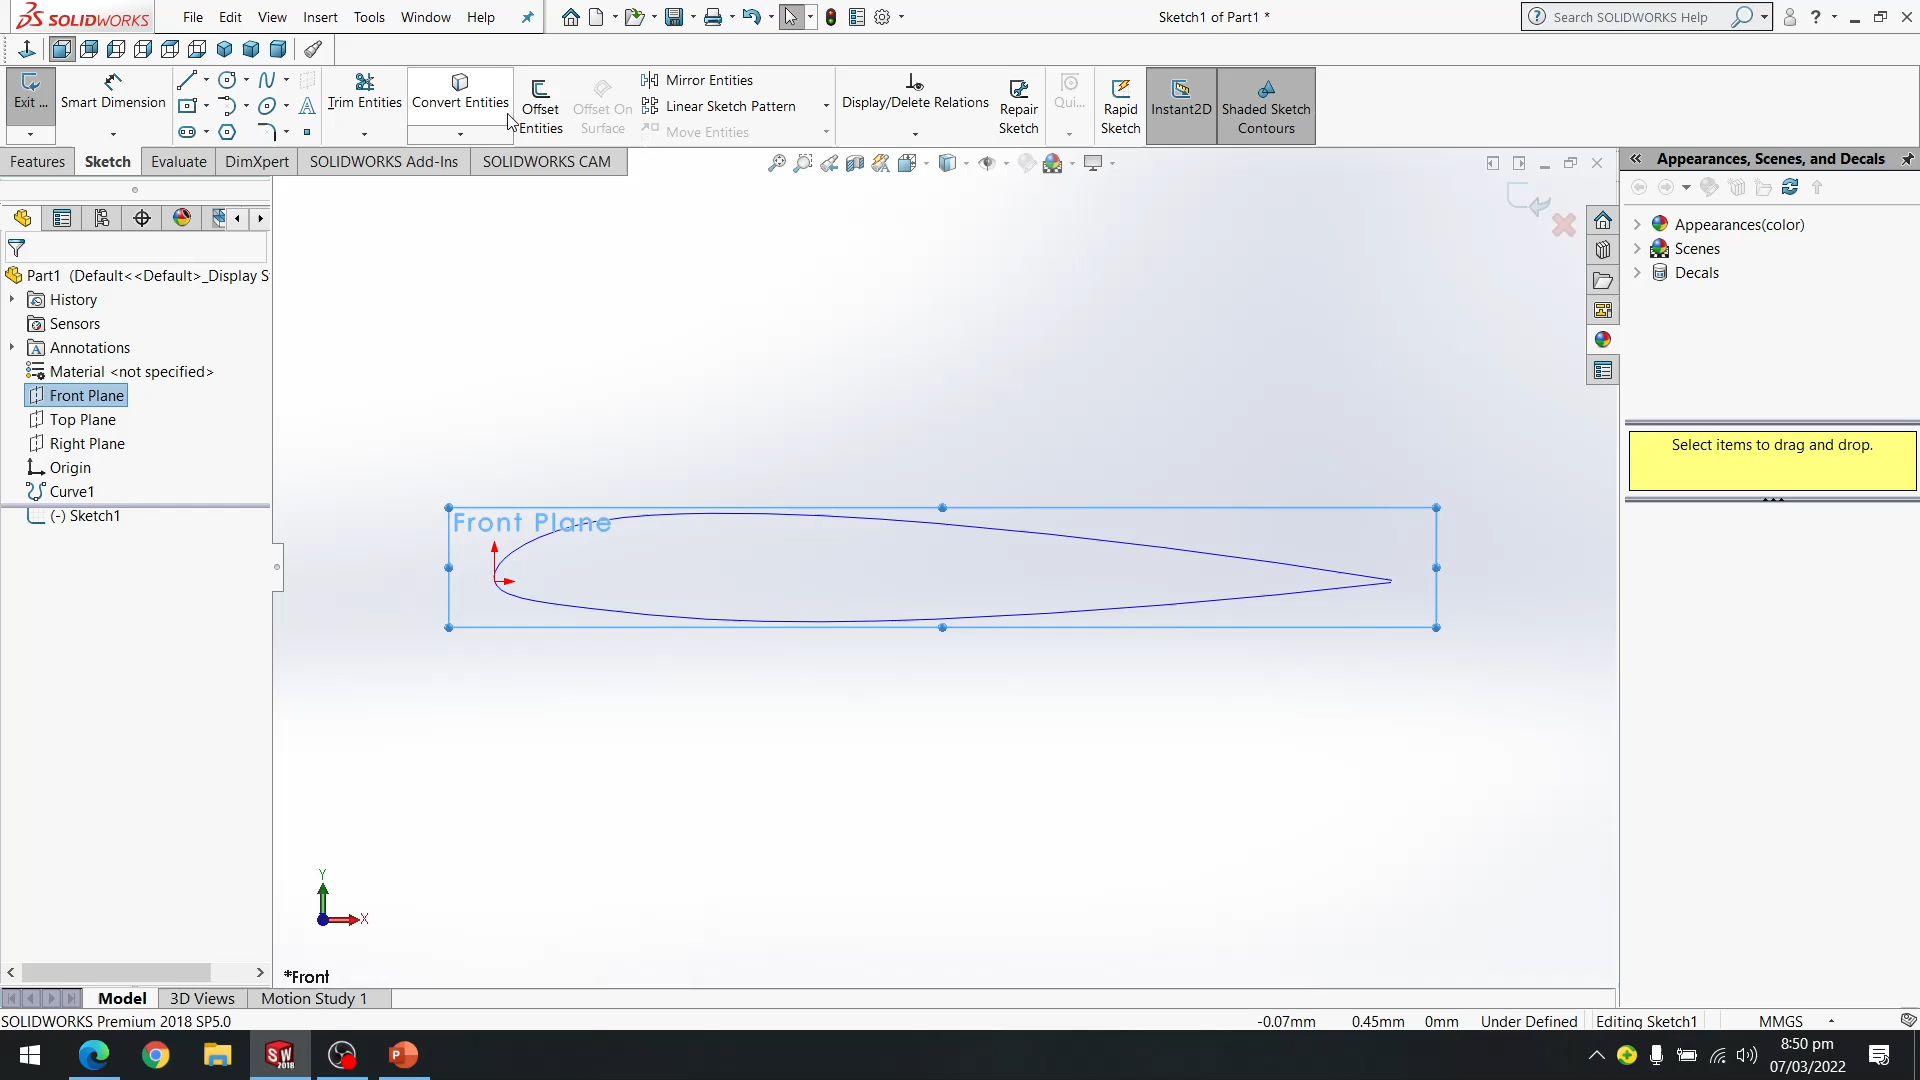 SOLIDWORKS File Edit View Insert Tools Window Help Sketch1 of Part1 * Search SOLIDWORKS Help
Exit ... Smart Dimension Trim Entities Convert Entities Offset Entities Offset On Surface Mirror Entities Linear Sketch Pattern Move Entities Display/Delete Relations Repair Sketch Qui... Rapid Sketch Instant2D Shaded Sketch Contours
Features Sketch Evaluate DimXpert SOLIDWORKS Add-Ins SOLIDWORKS CAM
Appearances, Scenes, and Decals
Appearances(color)
Scenes
Decals
Select items to drag and drop.
Part1 (Default<<Default>_Display S
History
Sensors
Annotations
Material <not specified>
Front Plane
Top Plane
Right Plane
Origin
Curve1
(-) Sketch1
Front Plane
Y
X
*Front
Model 3D Views Motion Study 1
SOLIDWORKS Premium 2018 SP5.0 -0.07mm 0.45mm 0mm Under Defined Editing Sketch1 MMGS
SW
2018
P
8:50 pm
07/03/2022